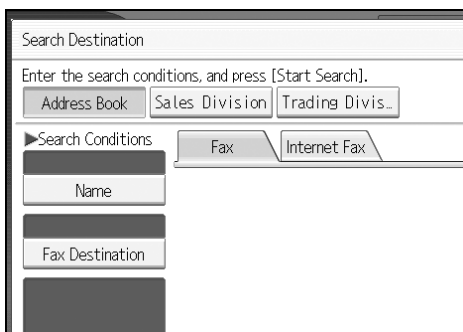 Search Destination
Enter the search conditions, and press [Start Search].
Address Book Sales Division Trading Divis...
▶Search Conditions Fax Internet Fax
Name
Fax Destination